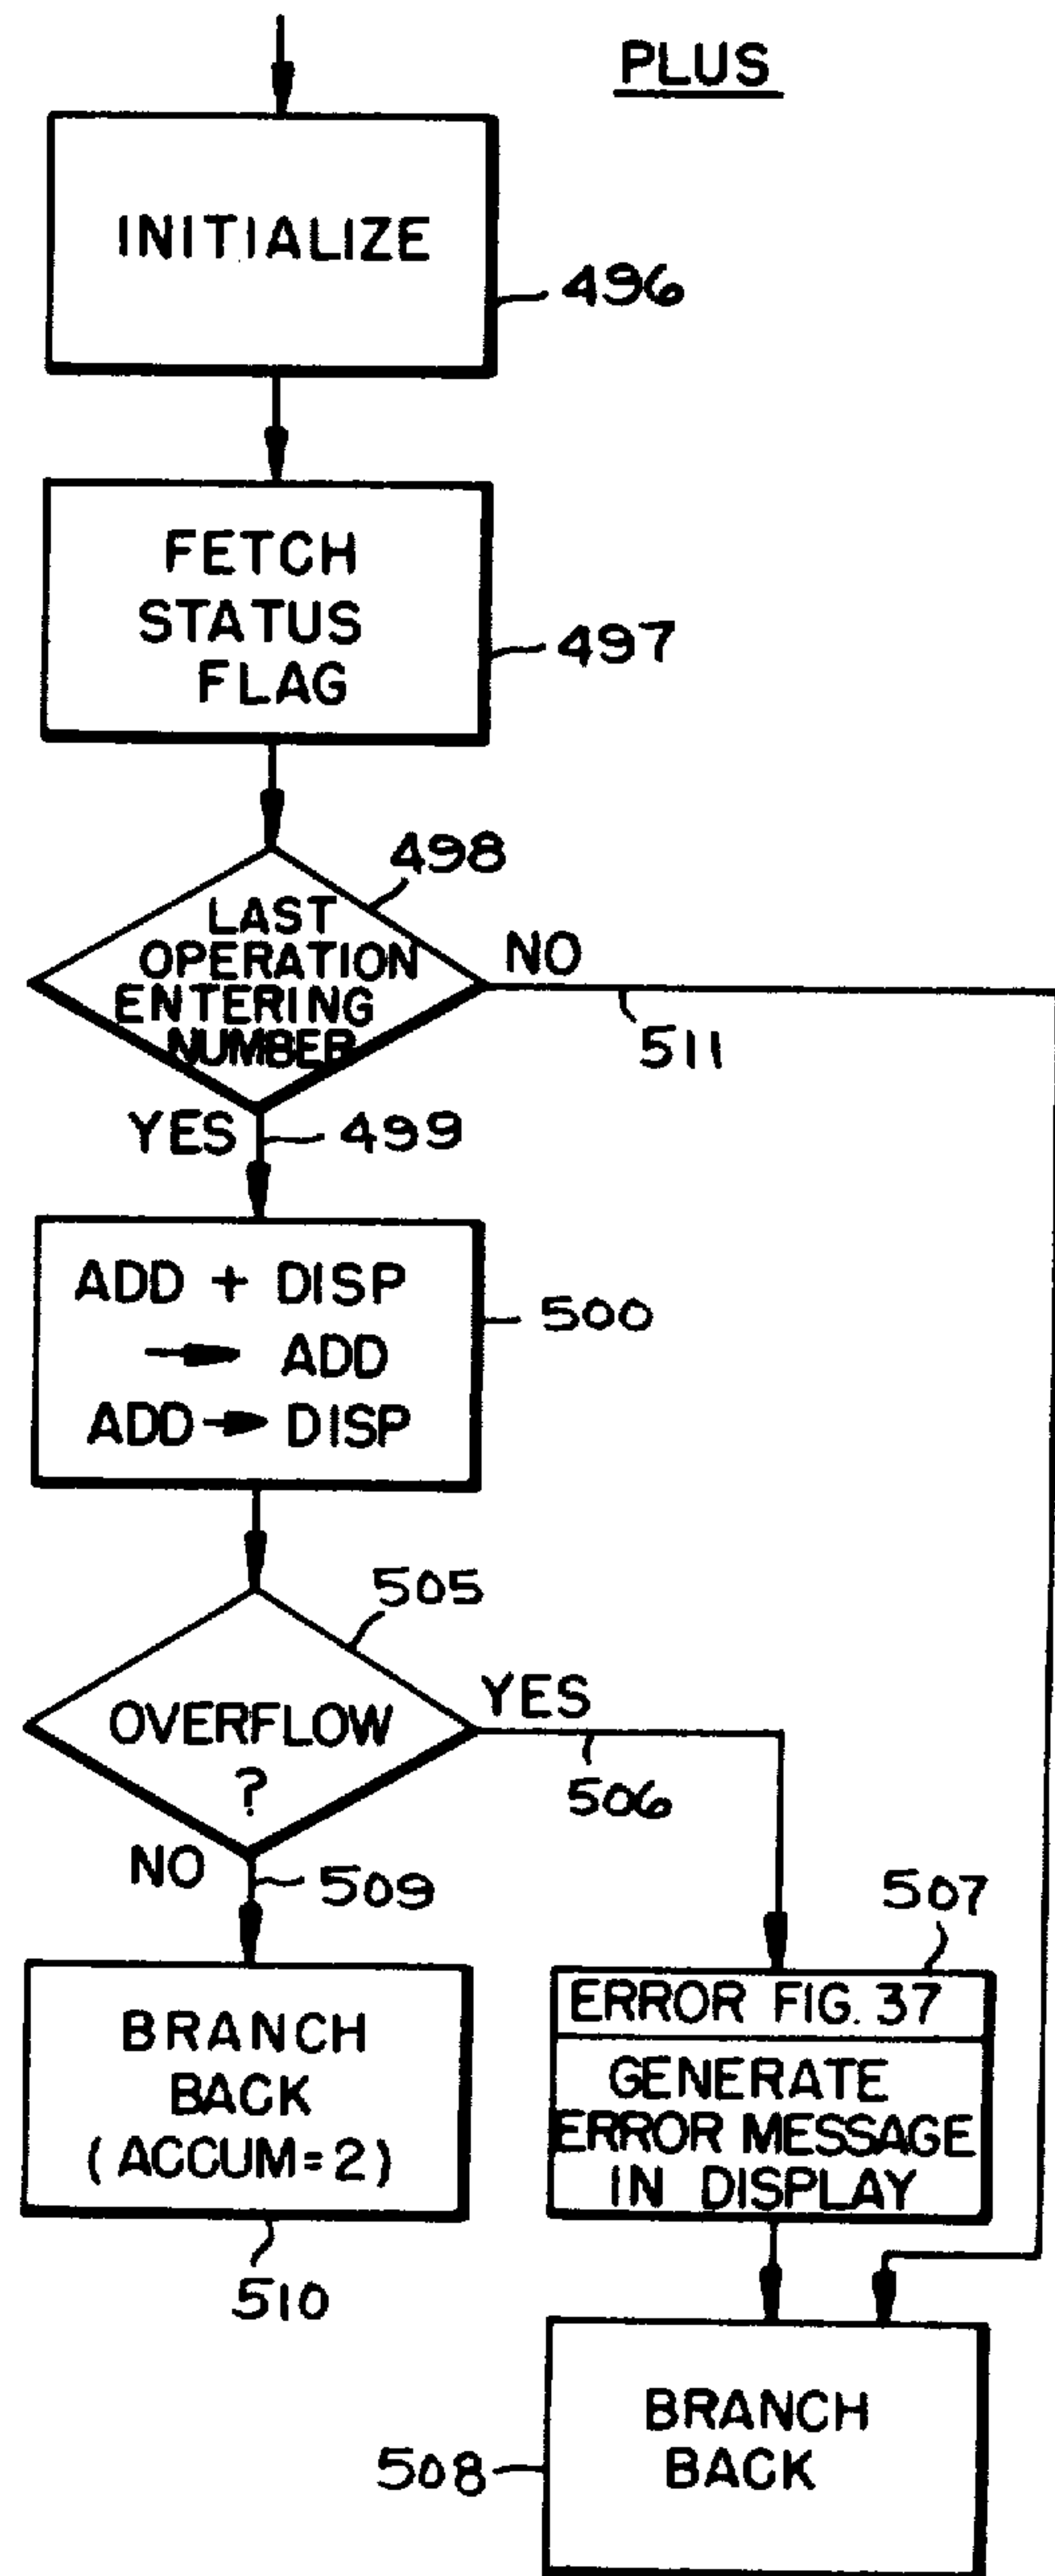 PLUS
INITIALIZE
496
FETCH
STATUS
FLAG
497
498
LAST
OPERATION
ENTERING
NUMBER
NO
511
YES
499
ADD + DISP
→ ADD
ADD → DISP
500
505
OVERFLOW
?
YES
506
NO
509
507
BRANCH
BACK
(ACCUM=2)
510
ERROR FIG. 37
GENERATE
ERROR MESSAGE
IN DISPLAY
BRANCH
BACK
508